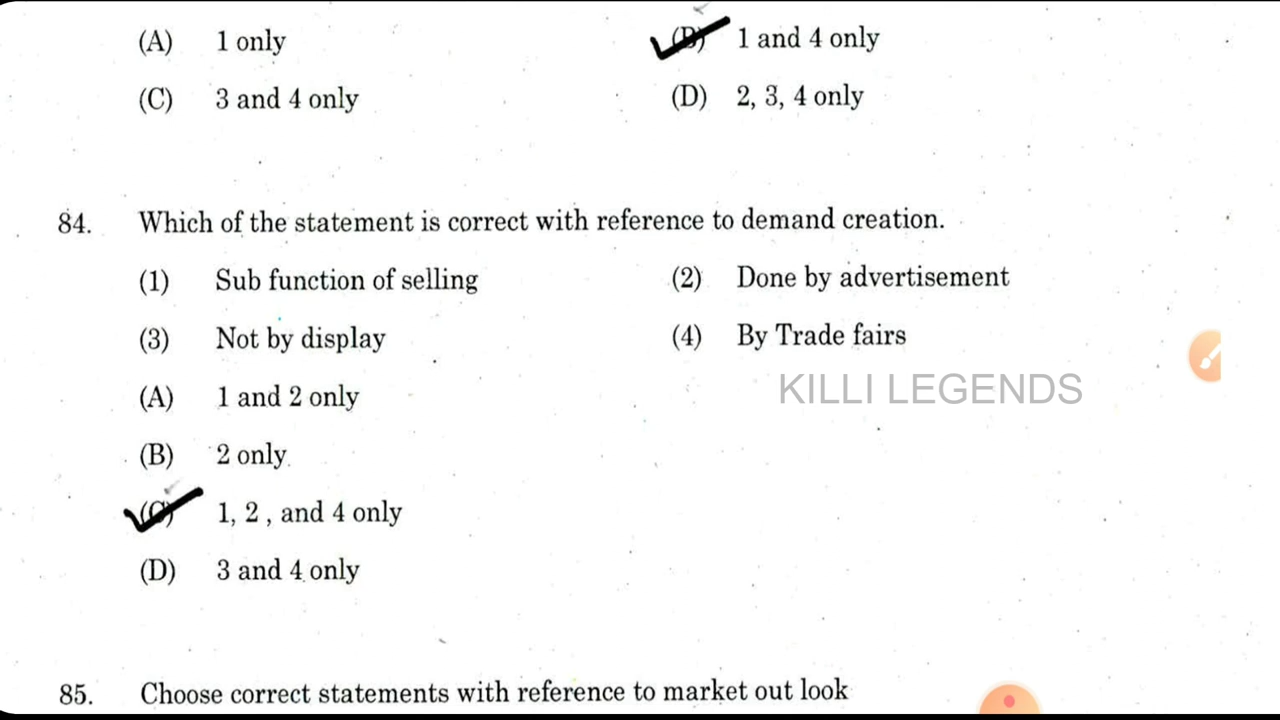 (A) 1 only (B) 1 and 4 only
(C) 3 and 4 only (D) 2, 3, 4 only
84. Which of the statement is correct with reference to demand creation.
(1) Sub function of selling (2) Done by advertisement
(3) Not by display (4) By Trade fairs
(A) 1 and 2 only
KILLI LEGENDS
(B) 2 only
(C) 1, 2 , and 4 only
(D) 3 and 4 only
85. Choose correct statements with reference to market out look